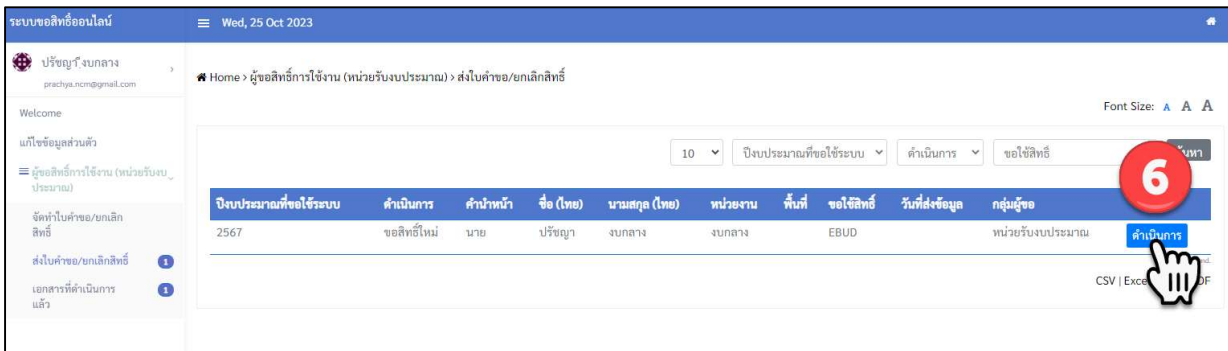 ระบบขอสิทธิ์ออนไลน์
Wed, 25 Oct 2023
ปรัชญา งบกลาง
prachya.ncm@gmail.com
Home › ผู้ขอสิทธิ์การใช้งาน (หน่วยรับงบประมาณ) › ส่งใบคำขอ/ยกเลิกสิทธิ์
Font Size: A A A
Welcome
แก้ไขข้อมูลส่วนตัว
ผู้ขอสิทธิ์การใช้งาน (หน่วยรับงบ
ประมาณ)
จัดทำใบคำขอ/ยกเลิก
สิทธิ์
ส่งใบคำขอ/ยกเลิกสิทธิ์ 1
เอกสารที่ดำเนินการ 1
แล้ว
10 ปีงบประมาณที่ขอใช้ระบบ ดำเนินการ ขอใช้สิทธิ์
6
ปีงบประมาณที่ขอใช้ระบบ ดำเนินการ คำนำหน้า ชื่อ (ไทย) นามสกุล (ไทย) หน่วยงาน พื้นที่ ขอใช้สิทธิ์ วันที่ส่งข้อมูล กลุ่มผู้ขอ
2567 ขอสิทธิ์ใหม่ นาย ปรัชญา งบกลาง งบกลาง EBUD หน่วยรับงบประมาณ ดำเนินการ
CSV |